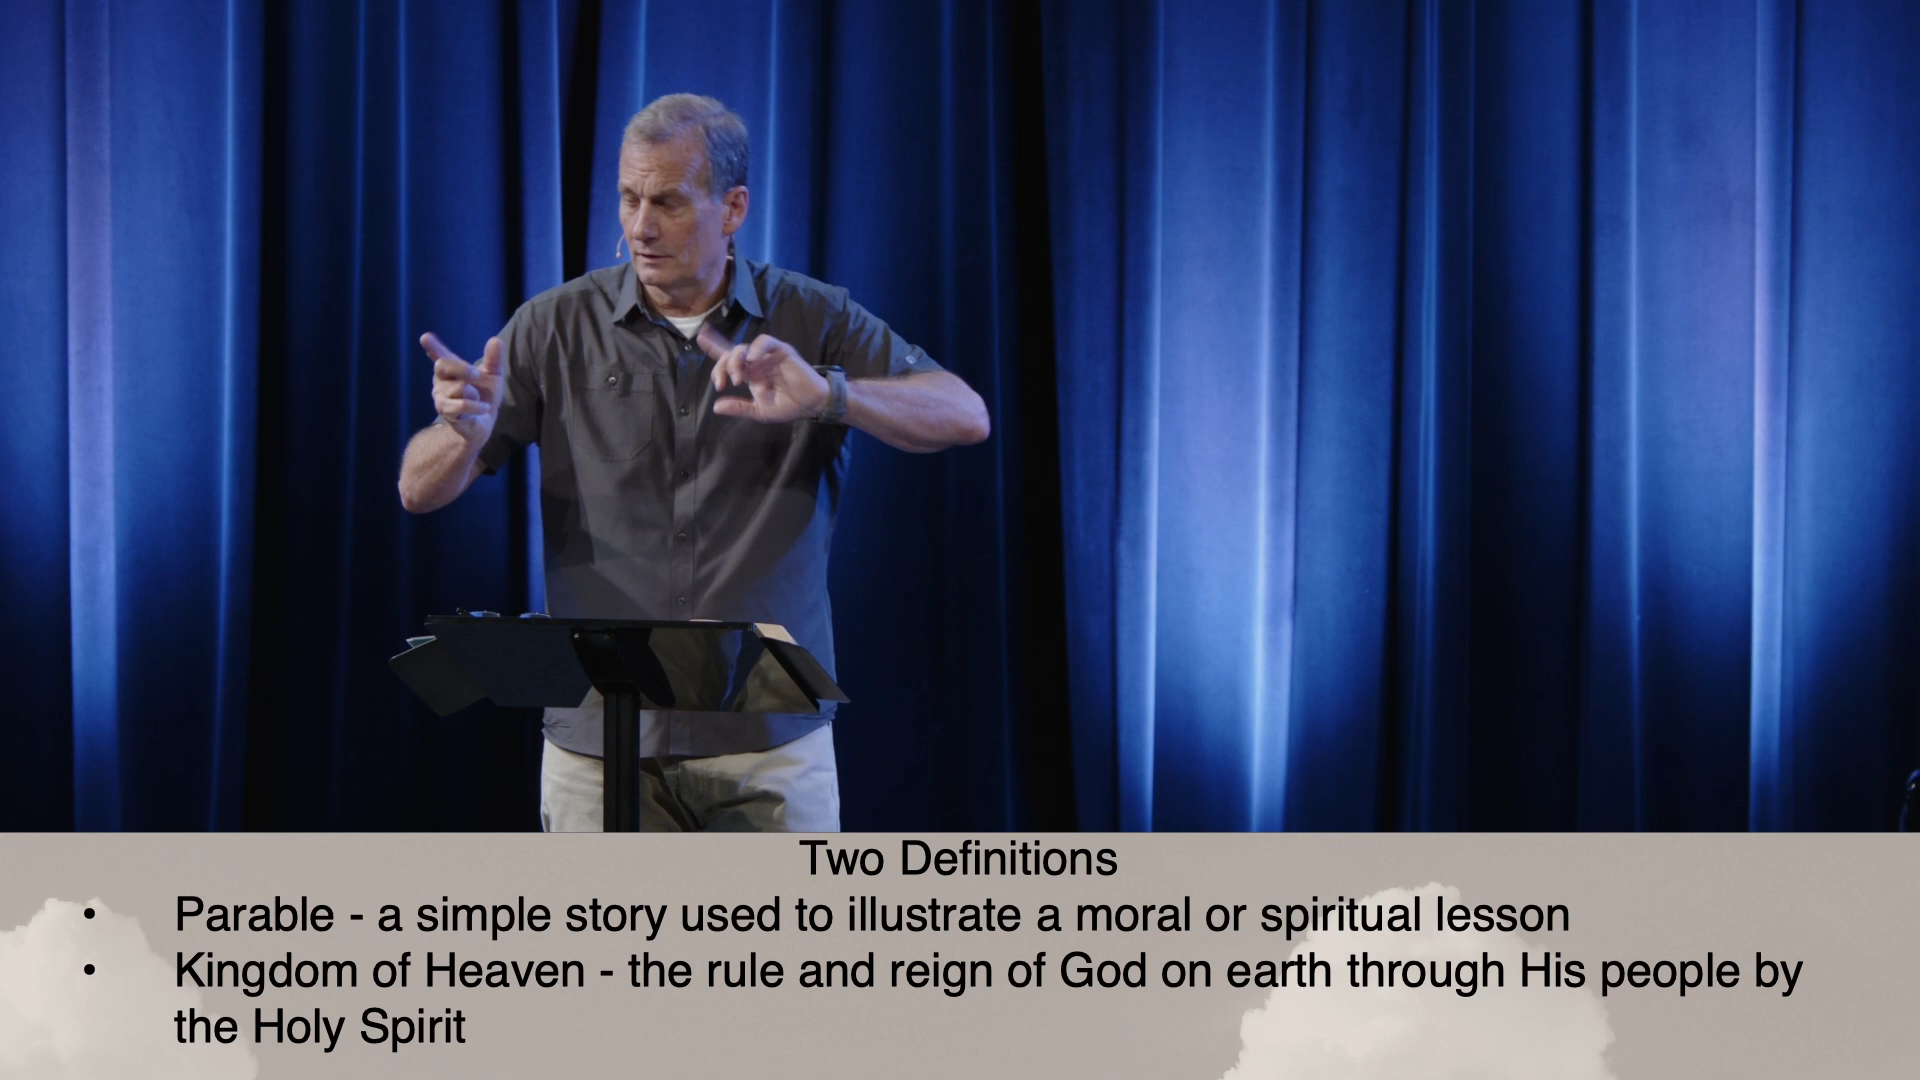 Two Definitions
• Parable - a simple story used to illustrate a moral or spiritual lesson
• Kingdom of Heaven - the rule and reign of God on earth through His people by
the Holy Spirit